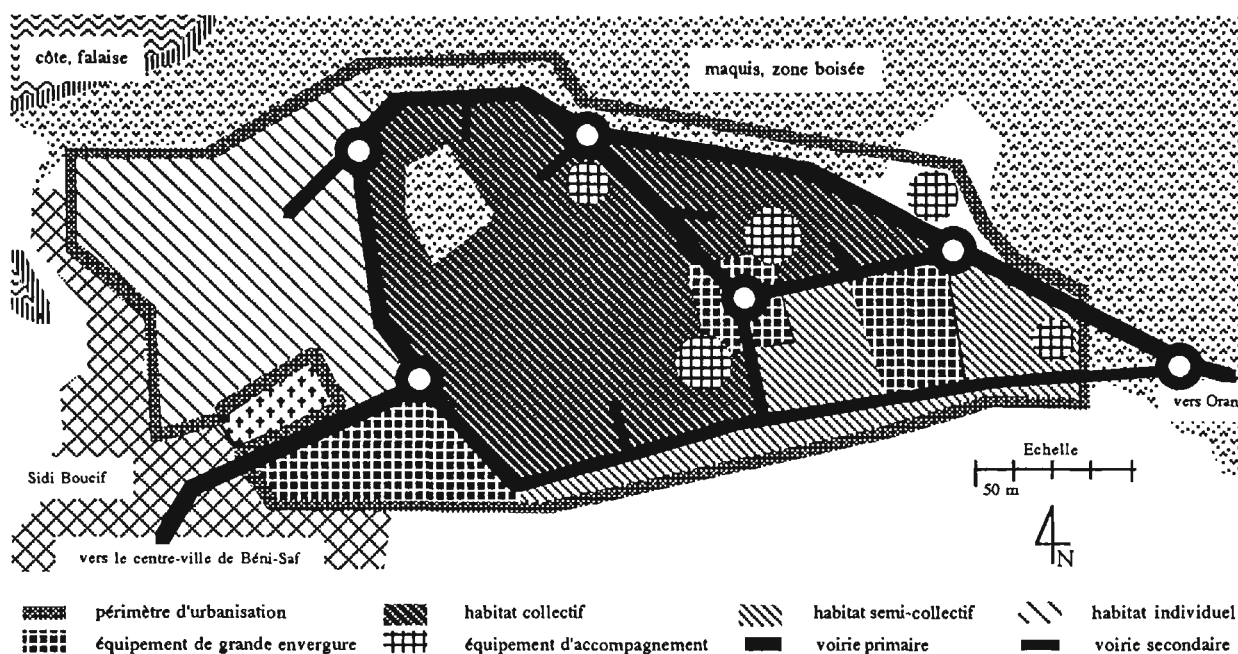 côte, falaise
maquis, zone boisée
vers Oran
Echelle
50 m
N
Sidi Boucif
vers le centre-ville de Béni-Saf
périmètre d'urbanisation
habitat collectif
habitat semi-collectif
habitat individuel
équipement de grande envergure
équipement d'accompagnement
voirie primaire
voirie secondaire